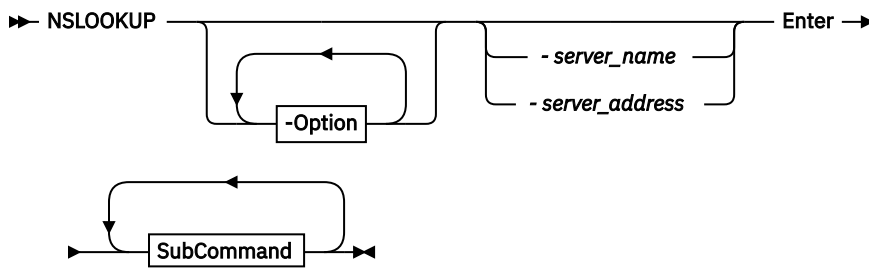 NSLOOKUP
Enter
-Option
- server_name
- server_address
SubCommand